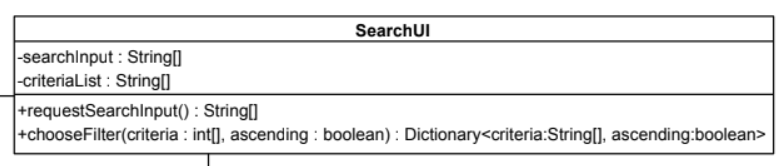 SearchUI
-searchInput : String[]
-criteriaList : String[]
+requestSearchInput() : String[]
+chooseFilter(criteria : int[], ascending : boolean) : Dictionary<criteria:String[], ascending:boolean>